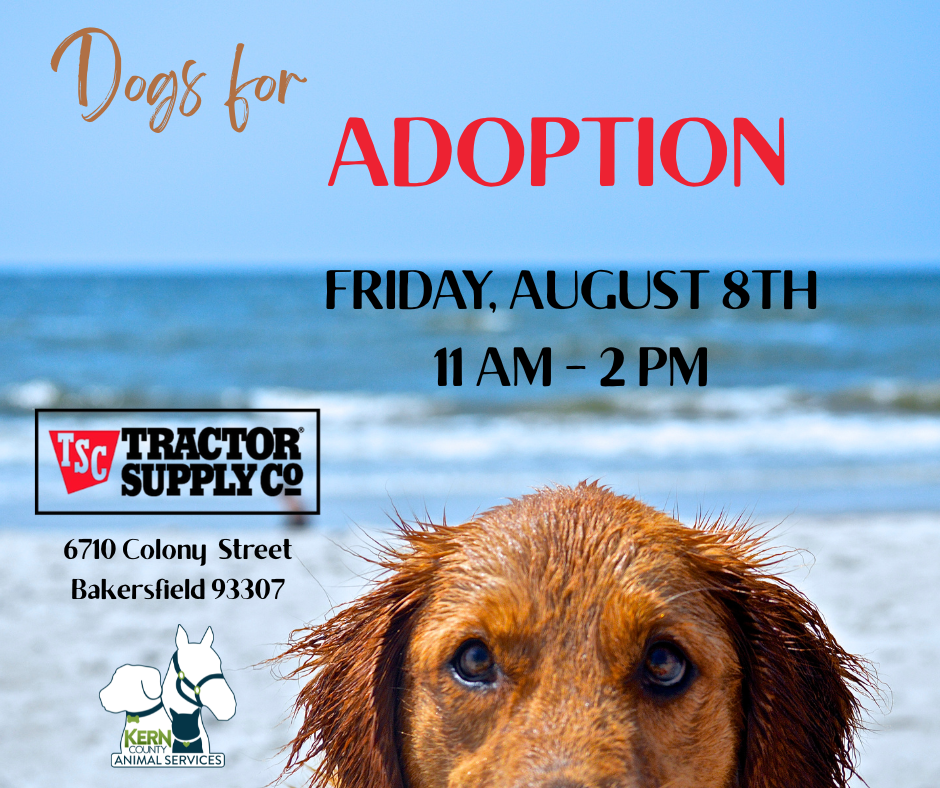 Dogs for
ADOPTION
FRIDAY, AUGUST 8TH
11 AM - 2 PM
TSC TRACTOR
SUPPLY CO
6710 Colony Street
Bakersfield 93307
KERN
COUNTY
ANIMAL SERVICES